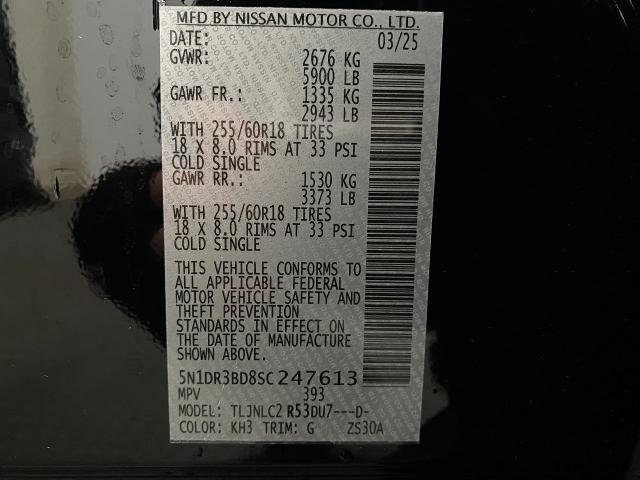 MFD BY NISSAN MOTOR CO., LTD.
DATE: 03/25
GVWR: 2676 KG
5900 LB
GAWR FR.: 1335 KG
2943 LB
WITH 255/60R18 TIRES
18 X 8.0 RIMS AT 33 PSI
COLD SINGLE
GAWR RR.: 1530 KG
3373 LB
WITH 255/60R18 TIRES
18 X 8.0 RIMS AT 33 PSI
COLD SINGLE
THIS VEHICLE CONFORMS TO
ALL APPLICABLE FEDERAL
MOTOR VEHICLE SAFETY AND
THEFT PREVENTION
STANDARDS IN EFFECT ON
THE DATE OF MANUFACTURE
SHOWN ABOVE.
5N1DR3BD8SC247613
MPV 393
MODEL: TLJNLC2 R53DU7---D-
COLOR: KH3 TRIM: G ZS30A